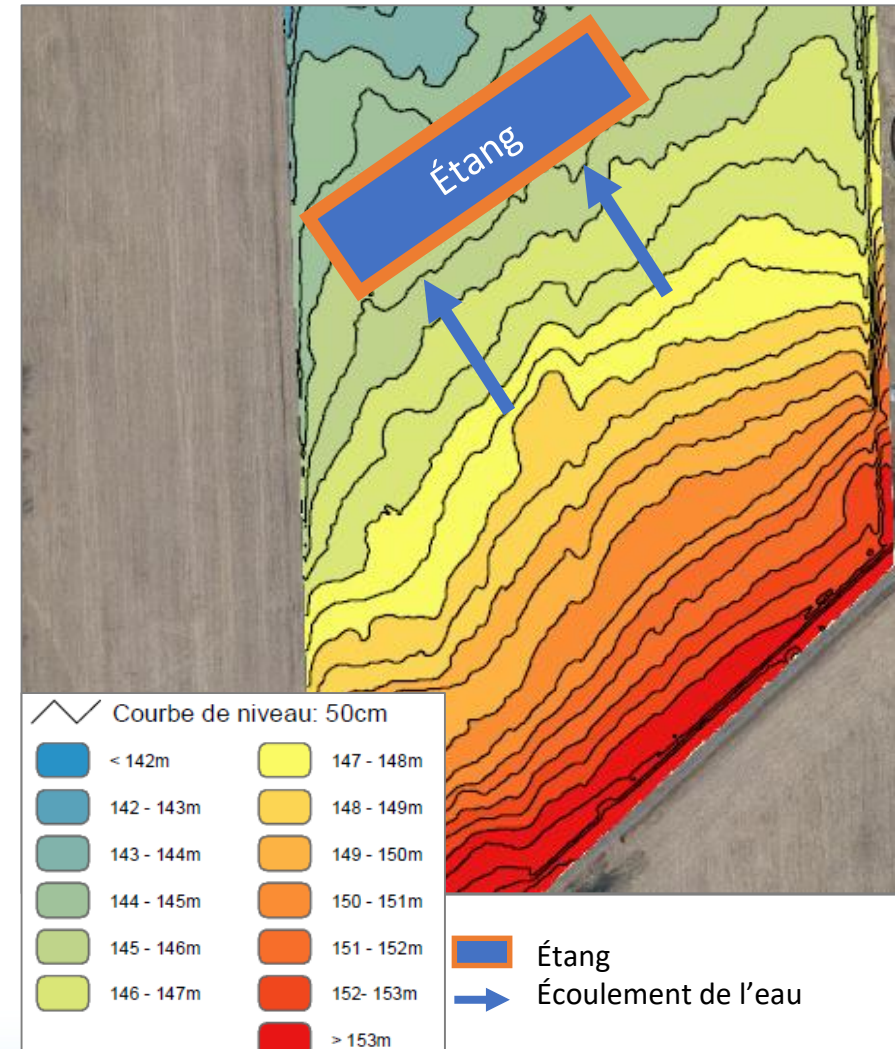 Étang
Courbe de niveau: 50cm
< 142m
142 - 143m
143 - 144m
144 - 145m
145 - 146m
146 - 147m
147 - 148m
148 - 149m
149 - 150m
150 - 151m
151 - 152m
152- 153m
> 153m
Étang
Écoulement de l’eau